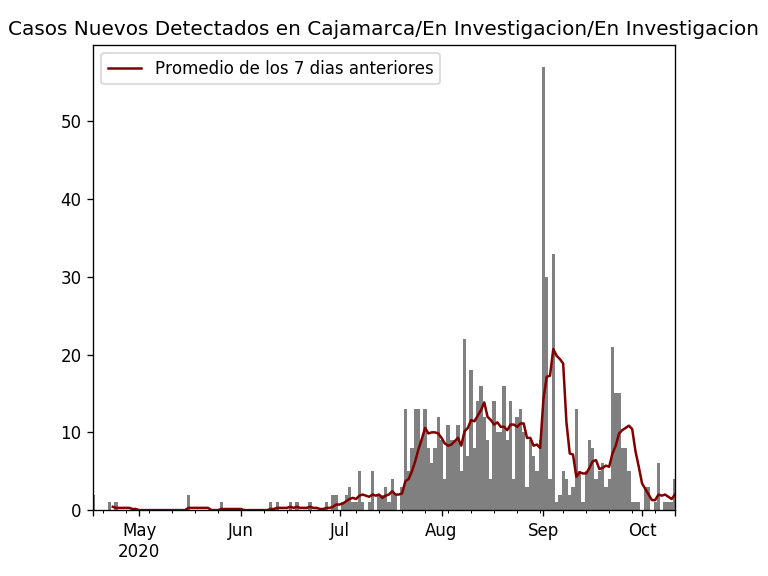 Casos Nuevos Detectados en Cajamarca/En Investigacion/En Investigacion
Promedio de los 7 dias anteriores
50
40
30
20
10
0
May Jun Jul Aug Sep Oct
2020